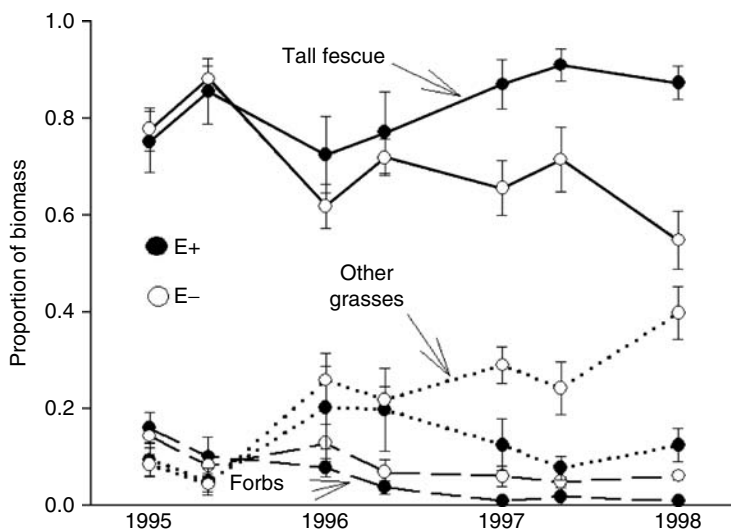 1.0
Tall fescue
0.8
0.6
Proportion of biomass
E+
E−
Other
grasses
0.4
0.2
Forbs
0.0
1995
1996
1997
1998